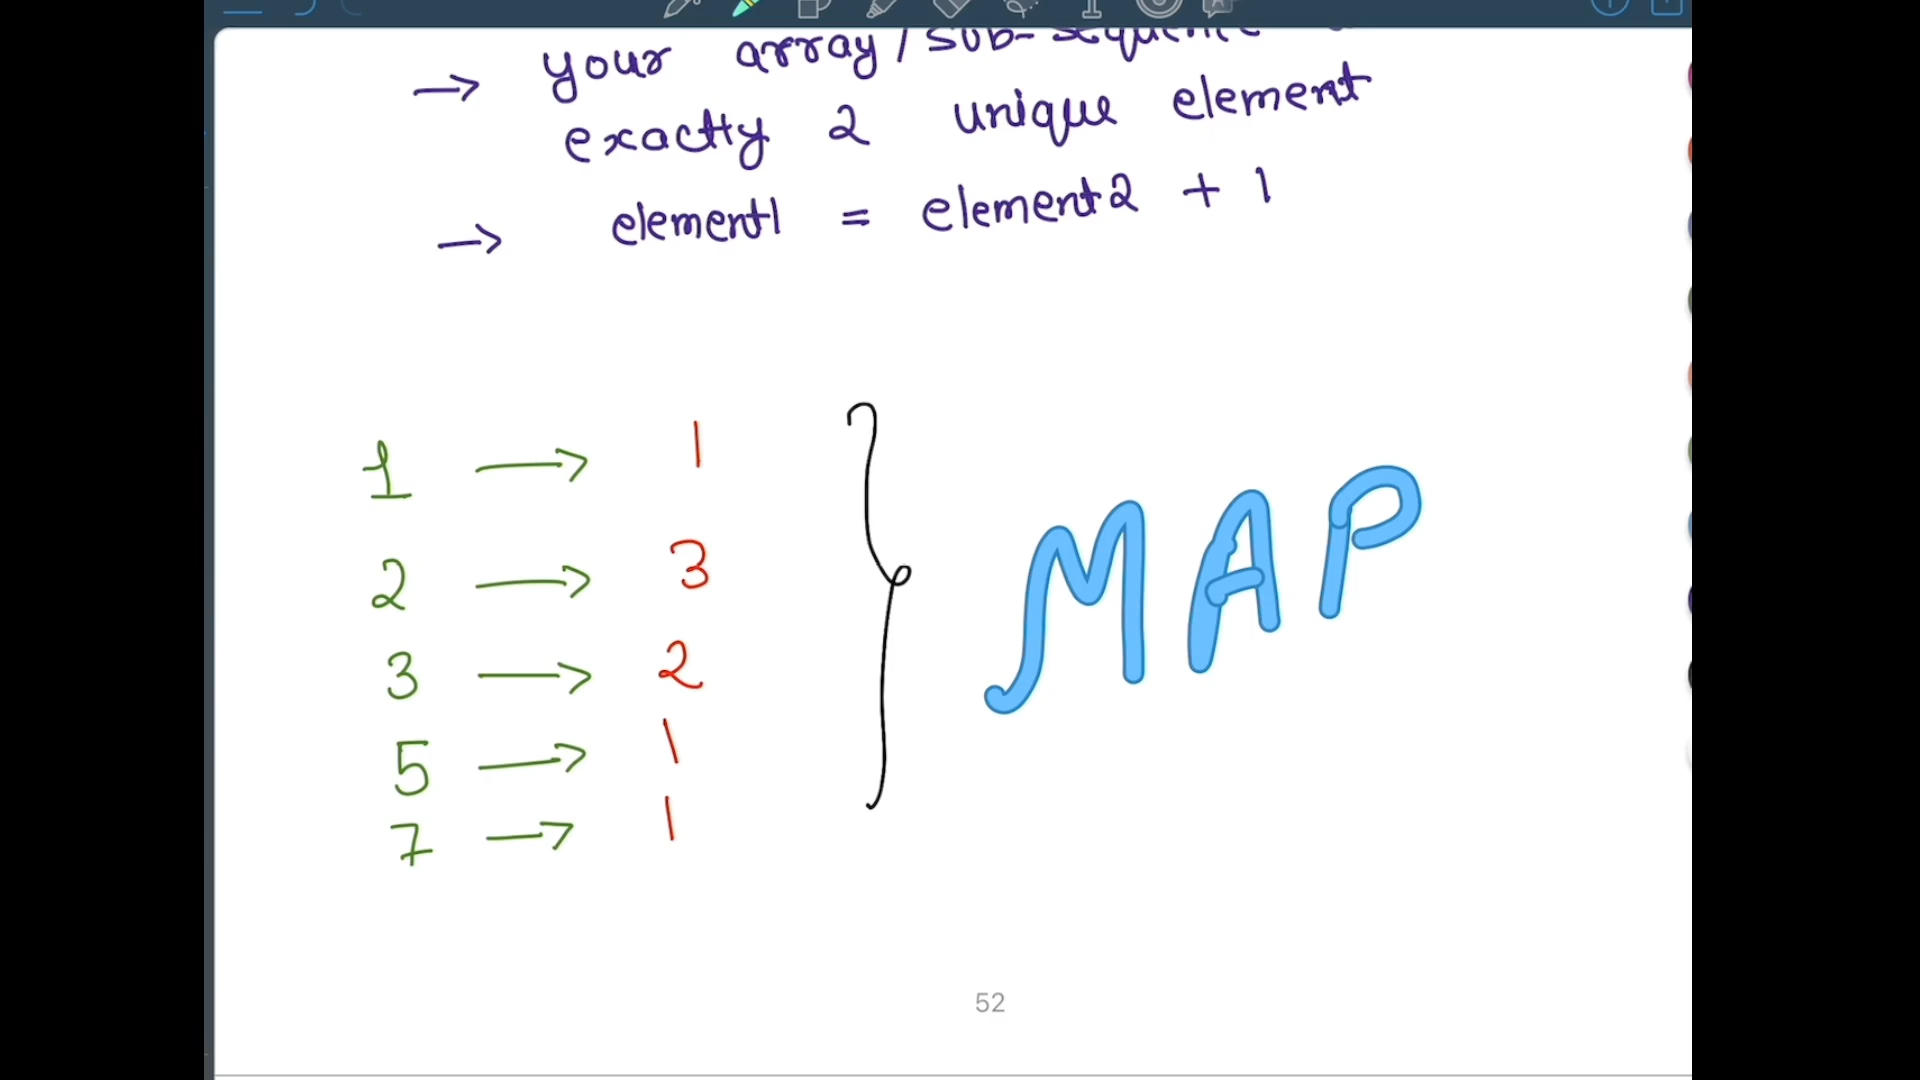 → your array / sub-sequence
exactly 2 unique element
→ element1 = element2 + 1
1 → 1
2 → 3
3 → 2
5 → 1
7 → 1
MAP
52